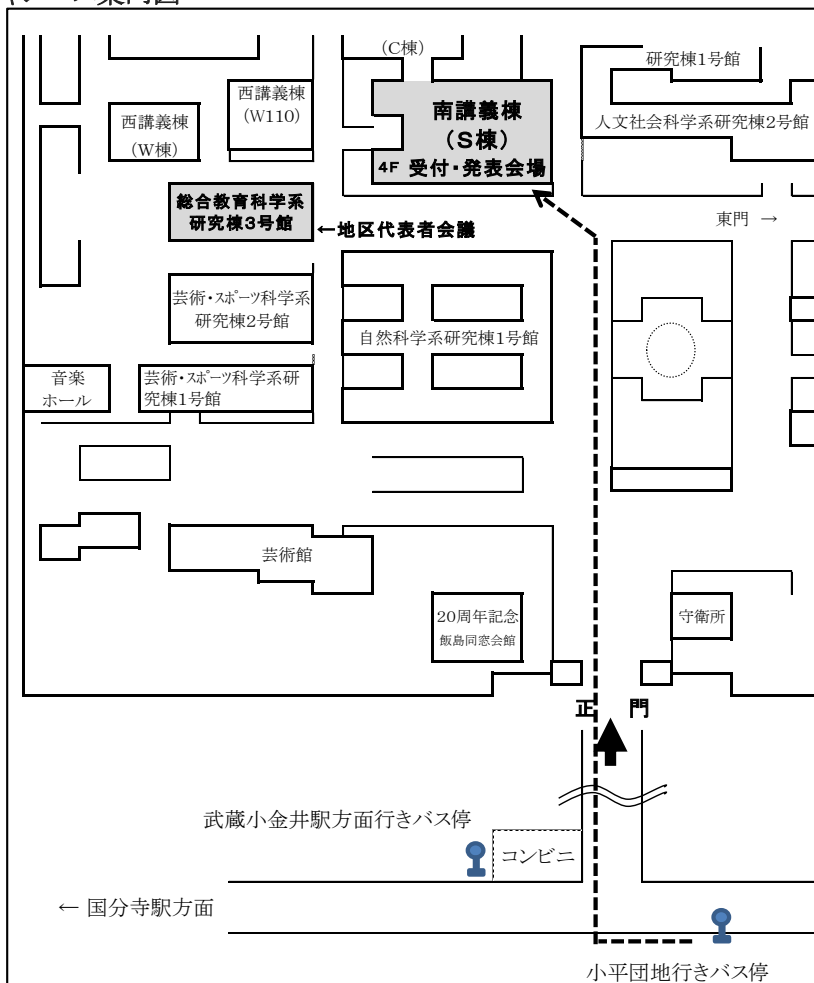 (C棟)
研究棟1号館
西講義棟
(W110)
西講義棟
(W棟)
南講義棟
(S棟)
4F 受付・発表会場
人文社会科学系研究棟2号館
総合教育科学系
研究棟3号館
←地区代表者会議
東門 →
芸術・スポーツ科学系
研究棟2号館
自然科学系研究棟1号館
音楽
ホール
芸術・スポーツ科学系研
究棟1号館
芸術館
20周年記念
飯島同窓会館
守衛所
正 門
武蔵小金井駅方面行きバス停
コンビニ
← 国分寺駅方面
小平団地行きバス停